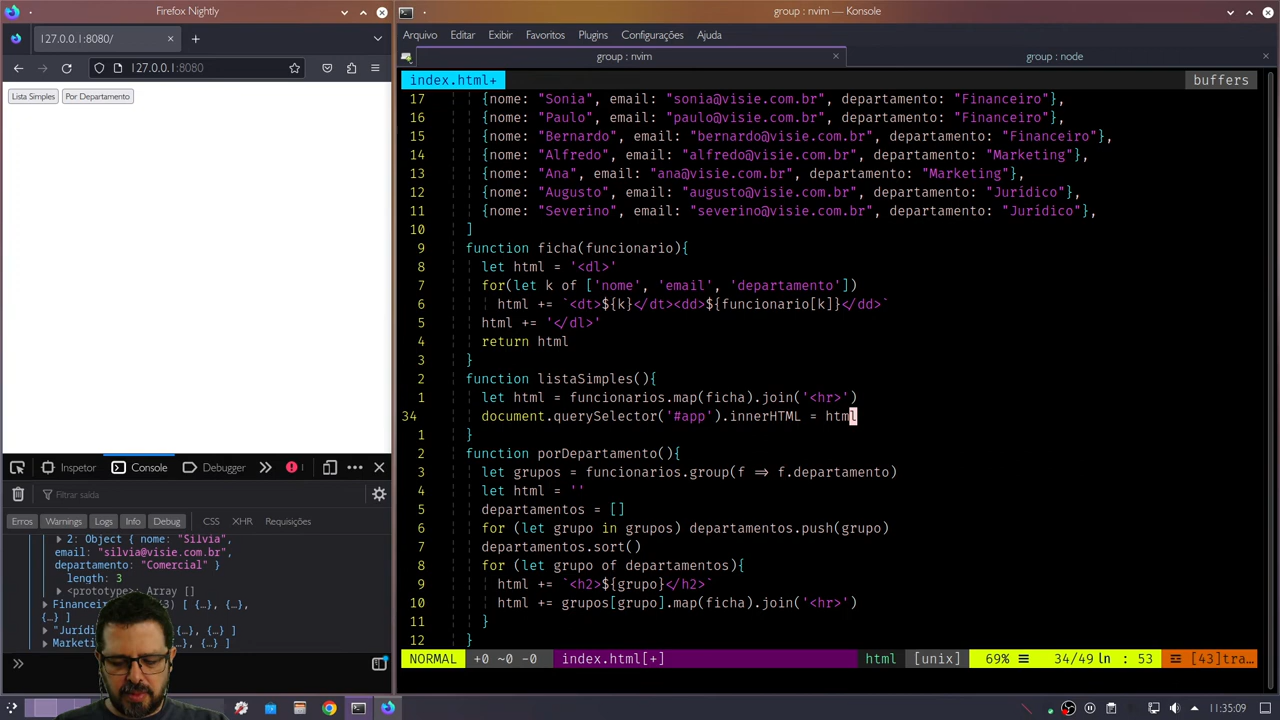 Firefox Nightly
127.0.0.1:8080/
127.0.0.1:8080
Lista Simples
Por Departamento
Inspetor
Console
Debugger
1
Filtrar saída
Erros
Warnings
Logs
Info
Debug
CSS
XHR
Requisições
2: Object { nome: "Silvia",
email: "silvia@visie.com.br",
departamento: "Comercial" }
length: 3
<prototype>: Array []
(3) [ {…}, {…},
{…} ]
{…}, {…} ]
{…}, {…} ]
group : nvim — Konsole
Arquivo Editar Exibir Favoritos Plugins Configurações Ajuda
group : nvim
group : node
index.html+
buffers
17 {nome: "Sonia", email: "sonia@visie.com.br", departamento: "Financeiro"},
16 {nome: "Paulo", email: "paulo@visie.com.br", departamento: "Financeiro"},
15 {nome: "Bernardo", email: "bernardo@visie.com.br", departamento: "Financeiro"},
14 {nome: "Alfredo", email: "alfredo@visie.com.br", departamento: "Marketing"},
13 {nome: "Ana", email: "ana@visie.com.br", departamento: "Marketing"},
12 {nome: "Augusto", email: "augusto@visie.com.br", departamento: "Jurídico"},
11 {nome: "Severino", email: "severino@visie.com.br", departamento: "Jurídico"},
10 ]
9 function ficha(funcionario){
8 let html = '<dl>'
7 for(let k of ['nome', 'email', 'departamento'])
6 html += `<dt>${k}</dt><dd>${funcionario[k]}</dd>`
5 html += '</dl>'
4 return html
3 }
2 function listaSimples(){
1 let html = funcionarios.map(ficha).join('<hr>')
34 document.querySelector('#app').innerHTML = html
1 }
2 function porDepartamento(){
3 let grupos = funcionarios.group(f => f.departamento)
4 let html = ''
5 departamentos = []
6 for (let grupo in grupos) departamentos.push(grupo)
7 departamentos.sort()
8 for (let grupo of departamentos){
9 html += `<h2>${grupo}</h2>`
10 html += grupos[grupo].map(ficha).join('<hr>')
11 }
12 }
NORMAL +0 ~0 -0 index.html[+] html [unix] 69% 34/49 ln : 53 [43]tra…
11:35:09